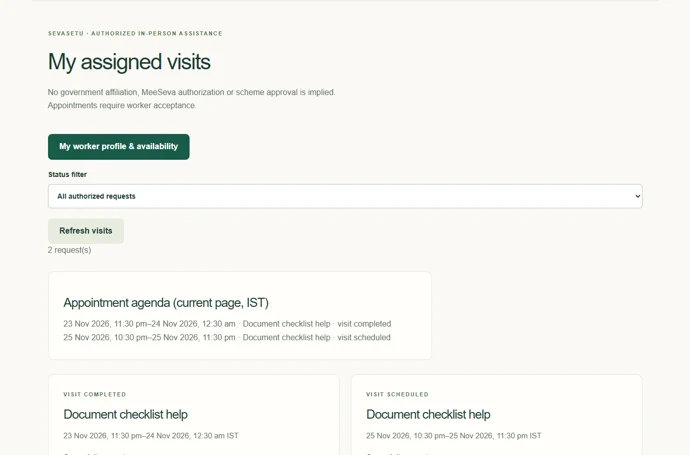 SEVASETU · AUTHORIZED IN-PERSON ASSISTANCE
My assigned visits
No government affiliation, MeeSeva authorization or scheme approval is implied.
Appointments require worker acceptance.
My worker profile & availability
Status filter
All authorized requests
Refresh visits
2 request(s)
Appointment agenda (current page, IST)
23 Nov 2026, 11:30 pm–24 Nov 2026, 12:30 am · Document checklist help · visit completed
25 Nov 2026, 10:30 pm–25 Nov 2026, 11:30 pm · Document checklist help · visit scheduled
VISIT COMPLETED
Document checklist help
23 Nov 2026, 11:30 pm–24 Nov 2026, 12:30 am IST
VISIT SCHEDULED
Document checklist help
25 Nov 2026, 10:30 pm–25 Nov 2026, 11:30 pm IST